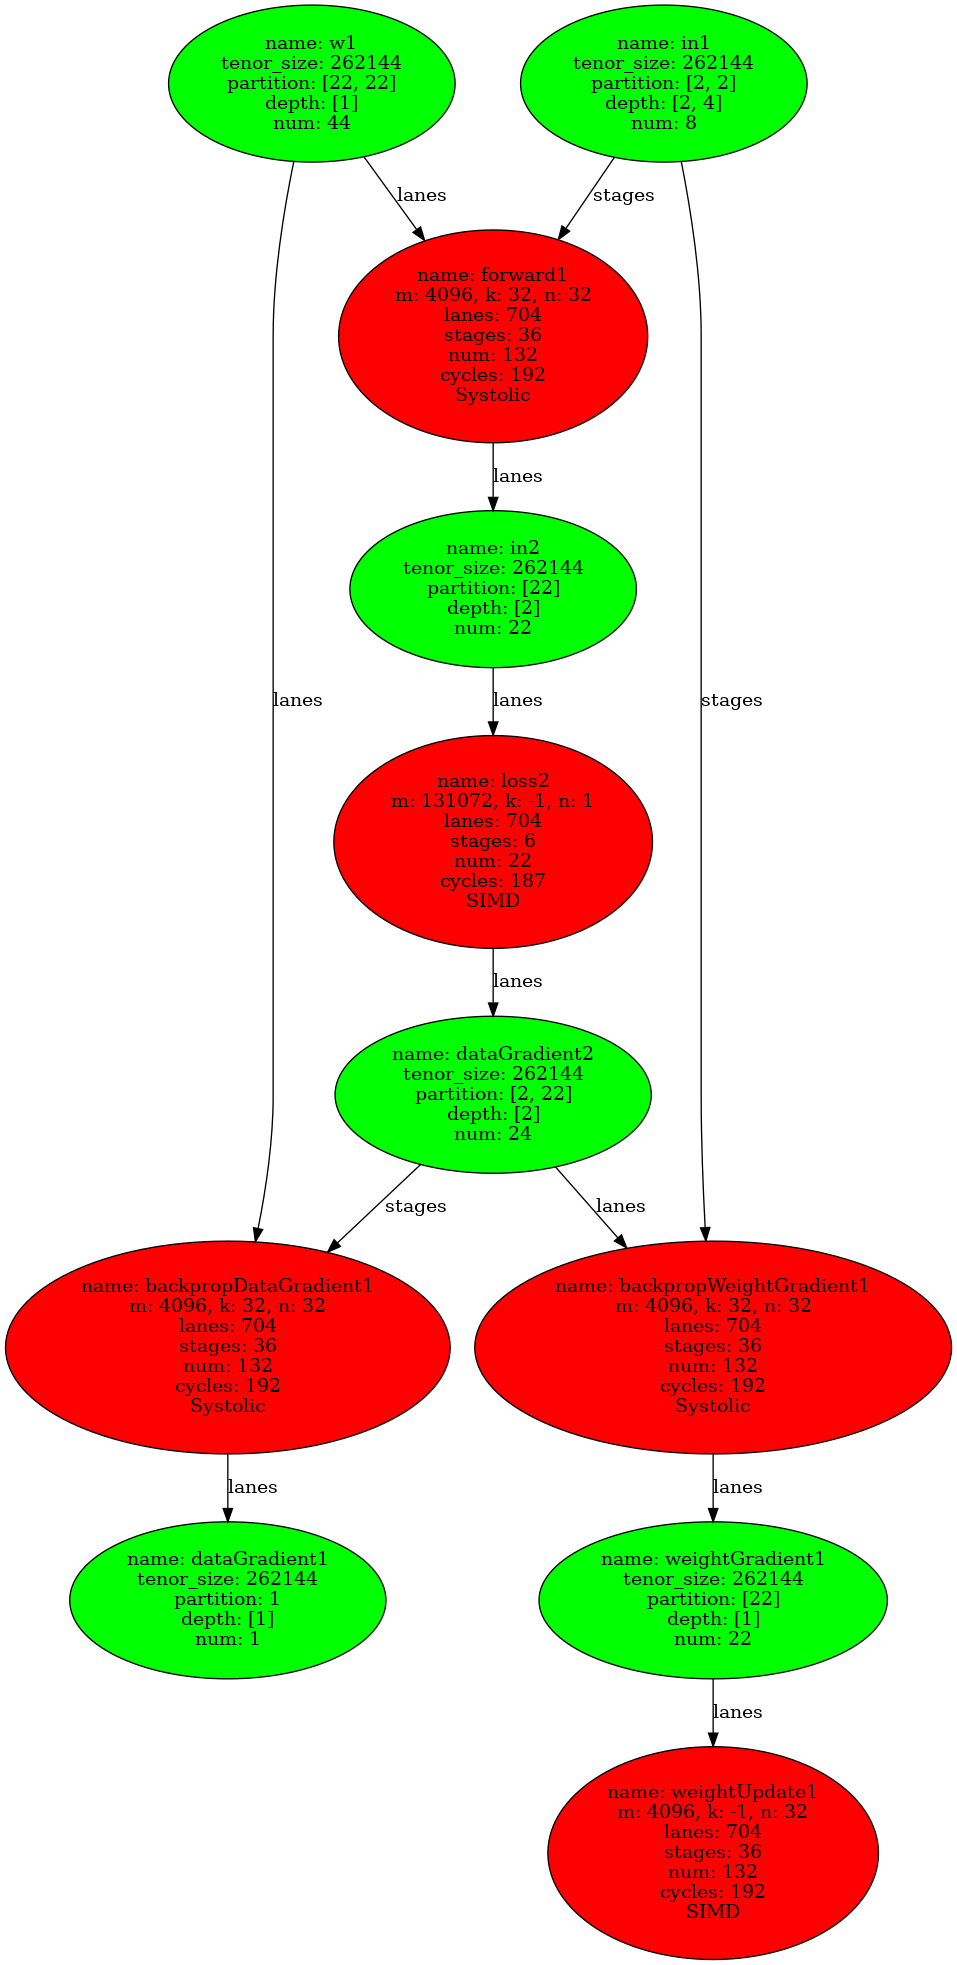 name: w1
tenor_size: 262144
partition: [22, 22]
depth: [1]
num: 44
name: in1
tenor_size: 262144
partition: [2, 2]
depth: [2, 4]
num: 8
lanes
stages
name: forward1
m: 4096, k: 32, n: 32
lanes: 704
stages: 36
num: 132
cycles: 192
Systolic
lanes
name: in2
tenor_size: 262144
partition: [22]
depth: [2]
num: 22
lanes
lanes
stages
name: loss2
m: 131072, k: -1, n: 1
lanes: 704
stages: 6
num: 22
cycles: 187
SIMD
lanes
name: dataGradient2
tenor_size: 262144
partition: [2, 22]
depth: [2]
num: 24
stages
lanes
name: backpropDataGradient1
m: 4096, k: 32, n: 32
lanes: 704
stages: 36
num: 132
cycles: 192
Systolic
name: backpropWeightGradient1
m: 4096, k: 32, n: 32
lanes: 704
stages: 36
num: 132
cycles: 192
Systolic
lanes
lanes
name: dataGradient1
tenor_size: 262144
partition: 1
depth: [1]
num: 1
name: weightGradient1
tenor_size: 262144
partition: [22]
depth: [1]
num: 22
lanes
name: weightUpdate1
m: 4096, k: -1, n: 32
lanes: 704
stages: 36
num: 132
cycles: 192
SIMD